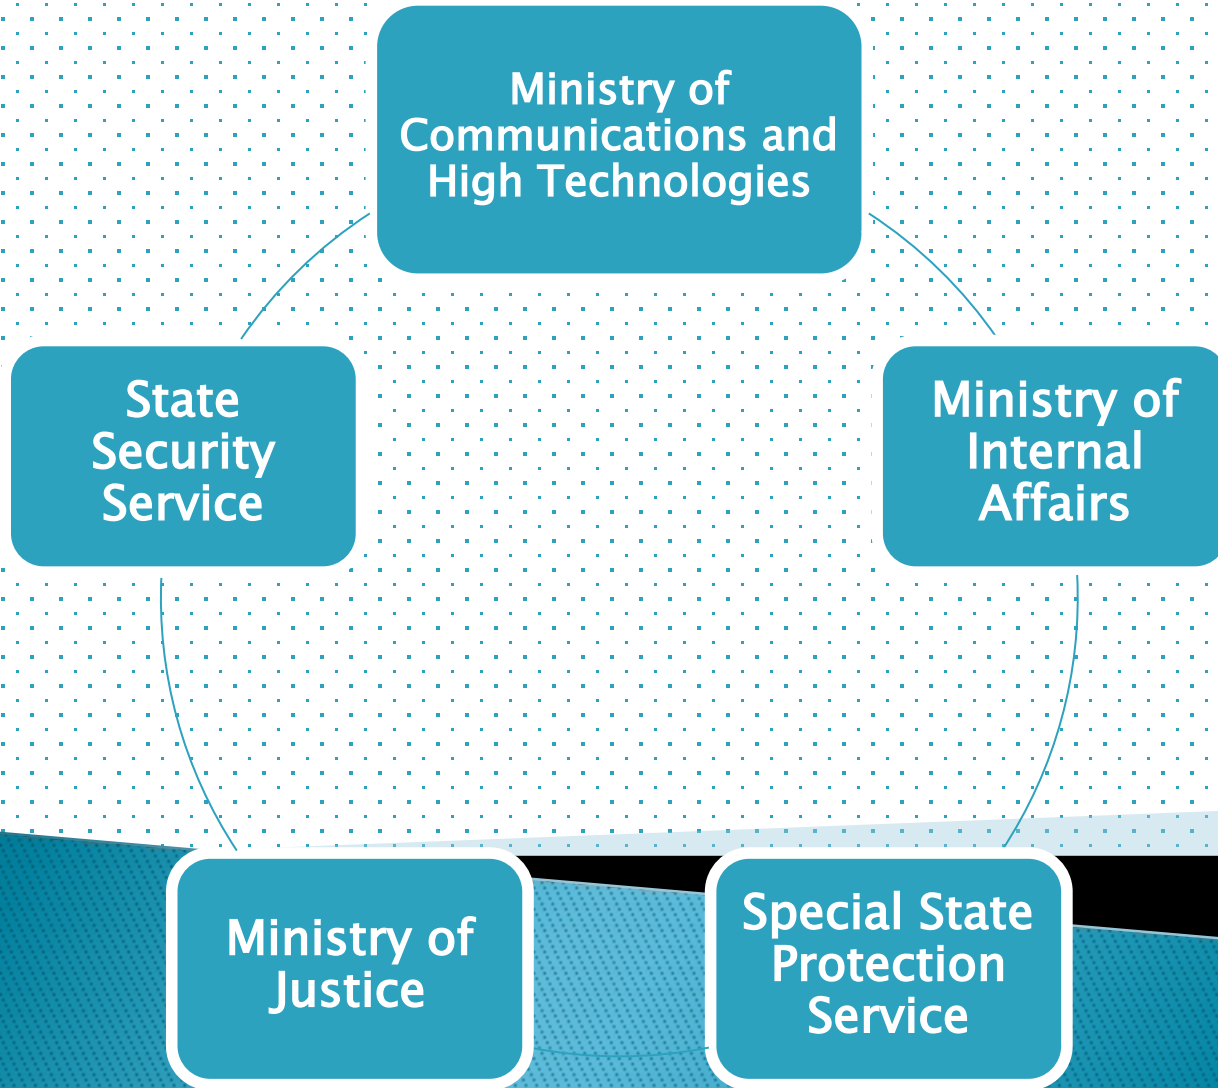 Ministry of
Communications and
High Technologies
State
Security
Service
Ministry of
Internal
Affairs
Ministry of
Justice
Special State
Protection
Service